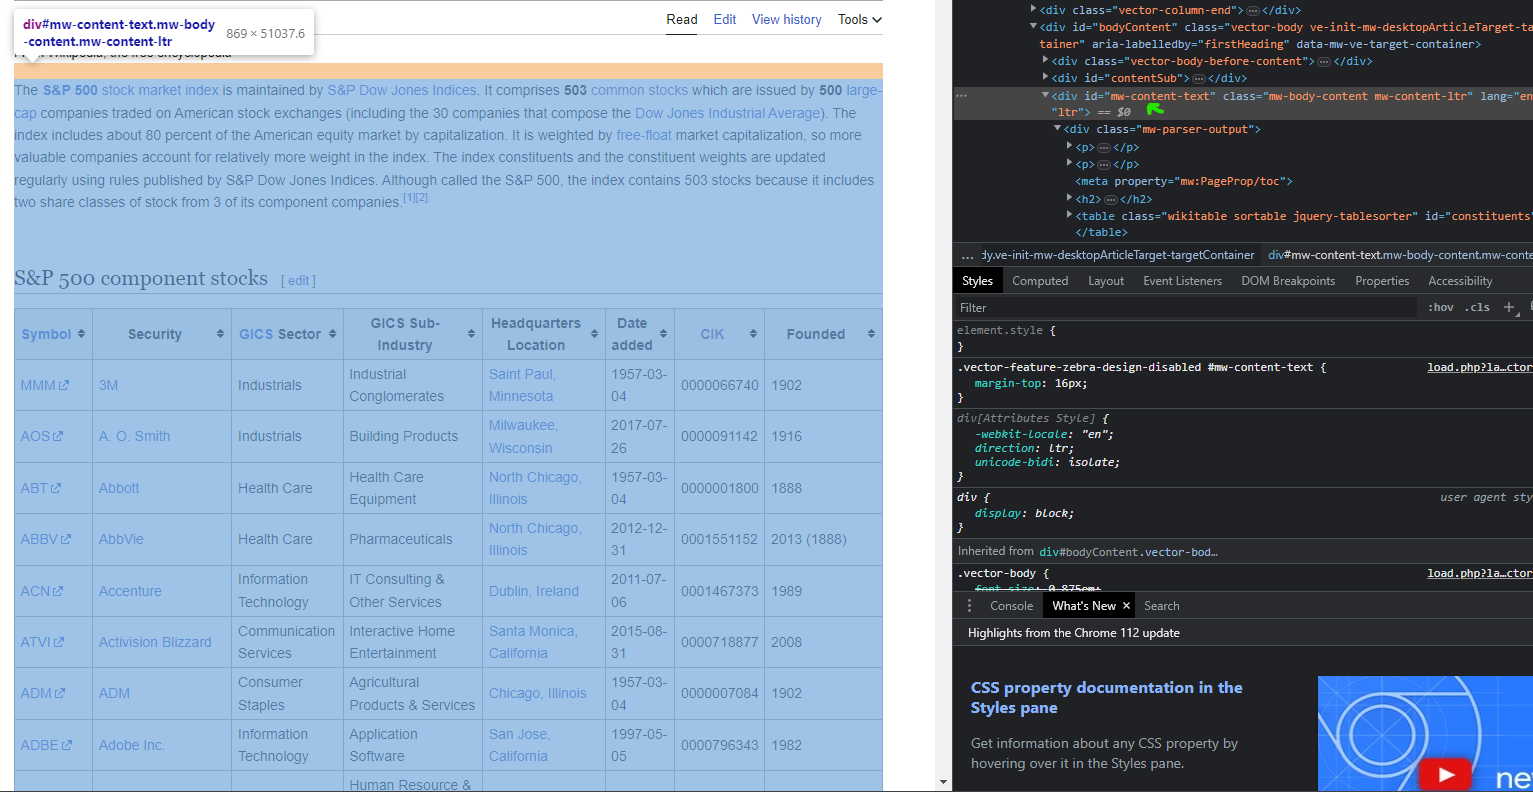 div#mw-content-text.mw-body
-content.mw-content-ltr
869 × 51037.6
Read Edit View history Tools
The S&P 500 stock market index is maintained by S&P Dow Jones Indices. It comprises 503 common stocks which are issued by 500 large-
cap companies traded on American stock exchanges (including the 30 companies that compose the Dow Jones Industrial Average). The
index includes about 80 percent of the American equity market by capitalization. It is weighted by free-float market capitalization, so more
valuable companies account for relatively more weight in the index. The index constituents and the constituent weights are updated
regularly using rules published by S&P Dow Jones Indices. Although called the S&P 500, the index contains 503 stocks because it includes
two share classes of stock from 3 of its component companies.[1][2]
S&P 500 component stocks [ edit ]
Symbol Security GICS Sector GICS Sub-Industry Headquarters Location Date added CIK Founded
MMM 3M Industrials Industrial Conglomerates Saint Paul, Minnesota 1957-03-04 0000066740 1902
AOS A. O. Smith Industrials Building Products Milwaukee, Wisconsin 2017-07-26 0000091142 1916
ABT Abbott Health Care Health Care Equipment North Chicago, Illinois 1957-03-04 0000001800 1888
ABBV AbbVie Health Care Pharmaceuticals North Chicago, Illinois 2012-12-31 0001551152 2013 (1888)
ACN Accenture Information Technology IT Consulting & Other Services Dublin, Ireland 2011-07-06 0001467373 1989
ATVI Activision Blizzard Communication Services Interactive Home Entertainment Santa Monica, California 2015-08-31 0000718877 2008
ADM ADM Consumer Staples Agricultural Products & Services Chicago, Illinois 1957-03-04 0000007084 1902
ADBE Adobe Inc. Information Technology Application Software San Jose, California 1997-05-05 0000796343 1982
Human Resource &
<div class="vector-column-end"> … </div>
<div id="bodyContent" class="vector-body ve-init-mw-desktopArticleTarget-ta
tainer" aria-labelledby="firstHeading" data-mw-ve-target-container>
<div class="vector-body-before-content"> … </div>
<div id="contentSub"> … </div>
… <div id="mw-content-text" class="mw-body-content mw-content-ltr" lang="en
"ltr"> == $0
<div class="mw-parser-output">
<p> … </p>
<p> … </p>
<meta property="mw:PageProp/toc">
<h2> … </h2>
<table class="wikitable sortable jquery-tablesorter" id="constituents"
</table>
… dy.ve-init-mw-desktopArticleTarget-targetContainer div#mw-content-text.mw-body-content.mw-conte
Styles Computed Layout Event Listeners DOM Breakpoints Properties Accessibility
Filter :hov .cls +
element.style {
}
.vector-feature-zebra-design-disabled #mw-content-text { load.php?la…ctor
margin-top: 16px;
}
div[Attributes Style] {
-webkit-locale: "en";
direction: ltr;
unicode-bidi: isolate;
}
div { user agent sty
display: block;
}
Inherited from div#bodyContent.vector-bod…
.vector-body { load.php?la…ctor
font-size: 0.875em;
Console What's New × Search
Highlights from the Chrome 112 update
CSS property documentation in the
Styles pane
Get information about any CSS property by
hovering over it in the Styles pane.
new